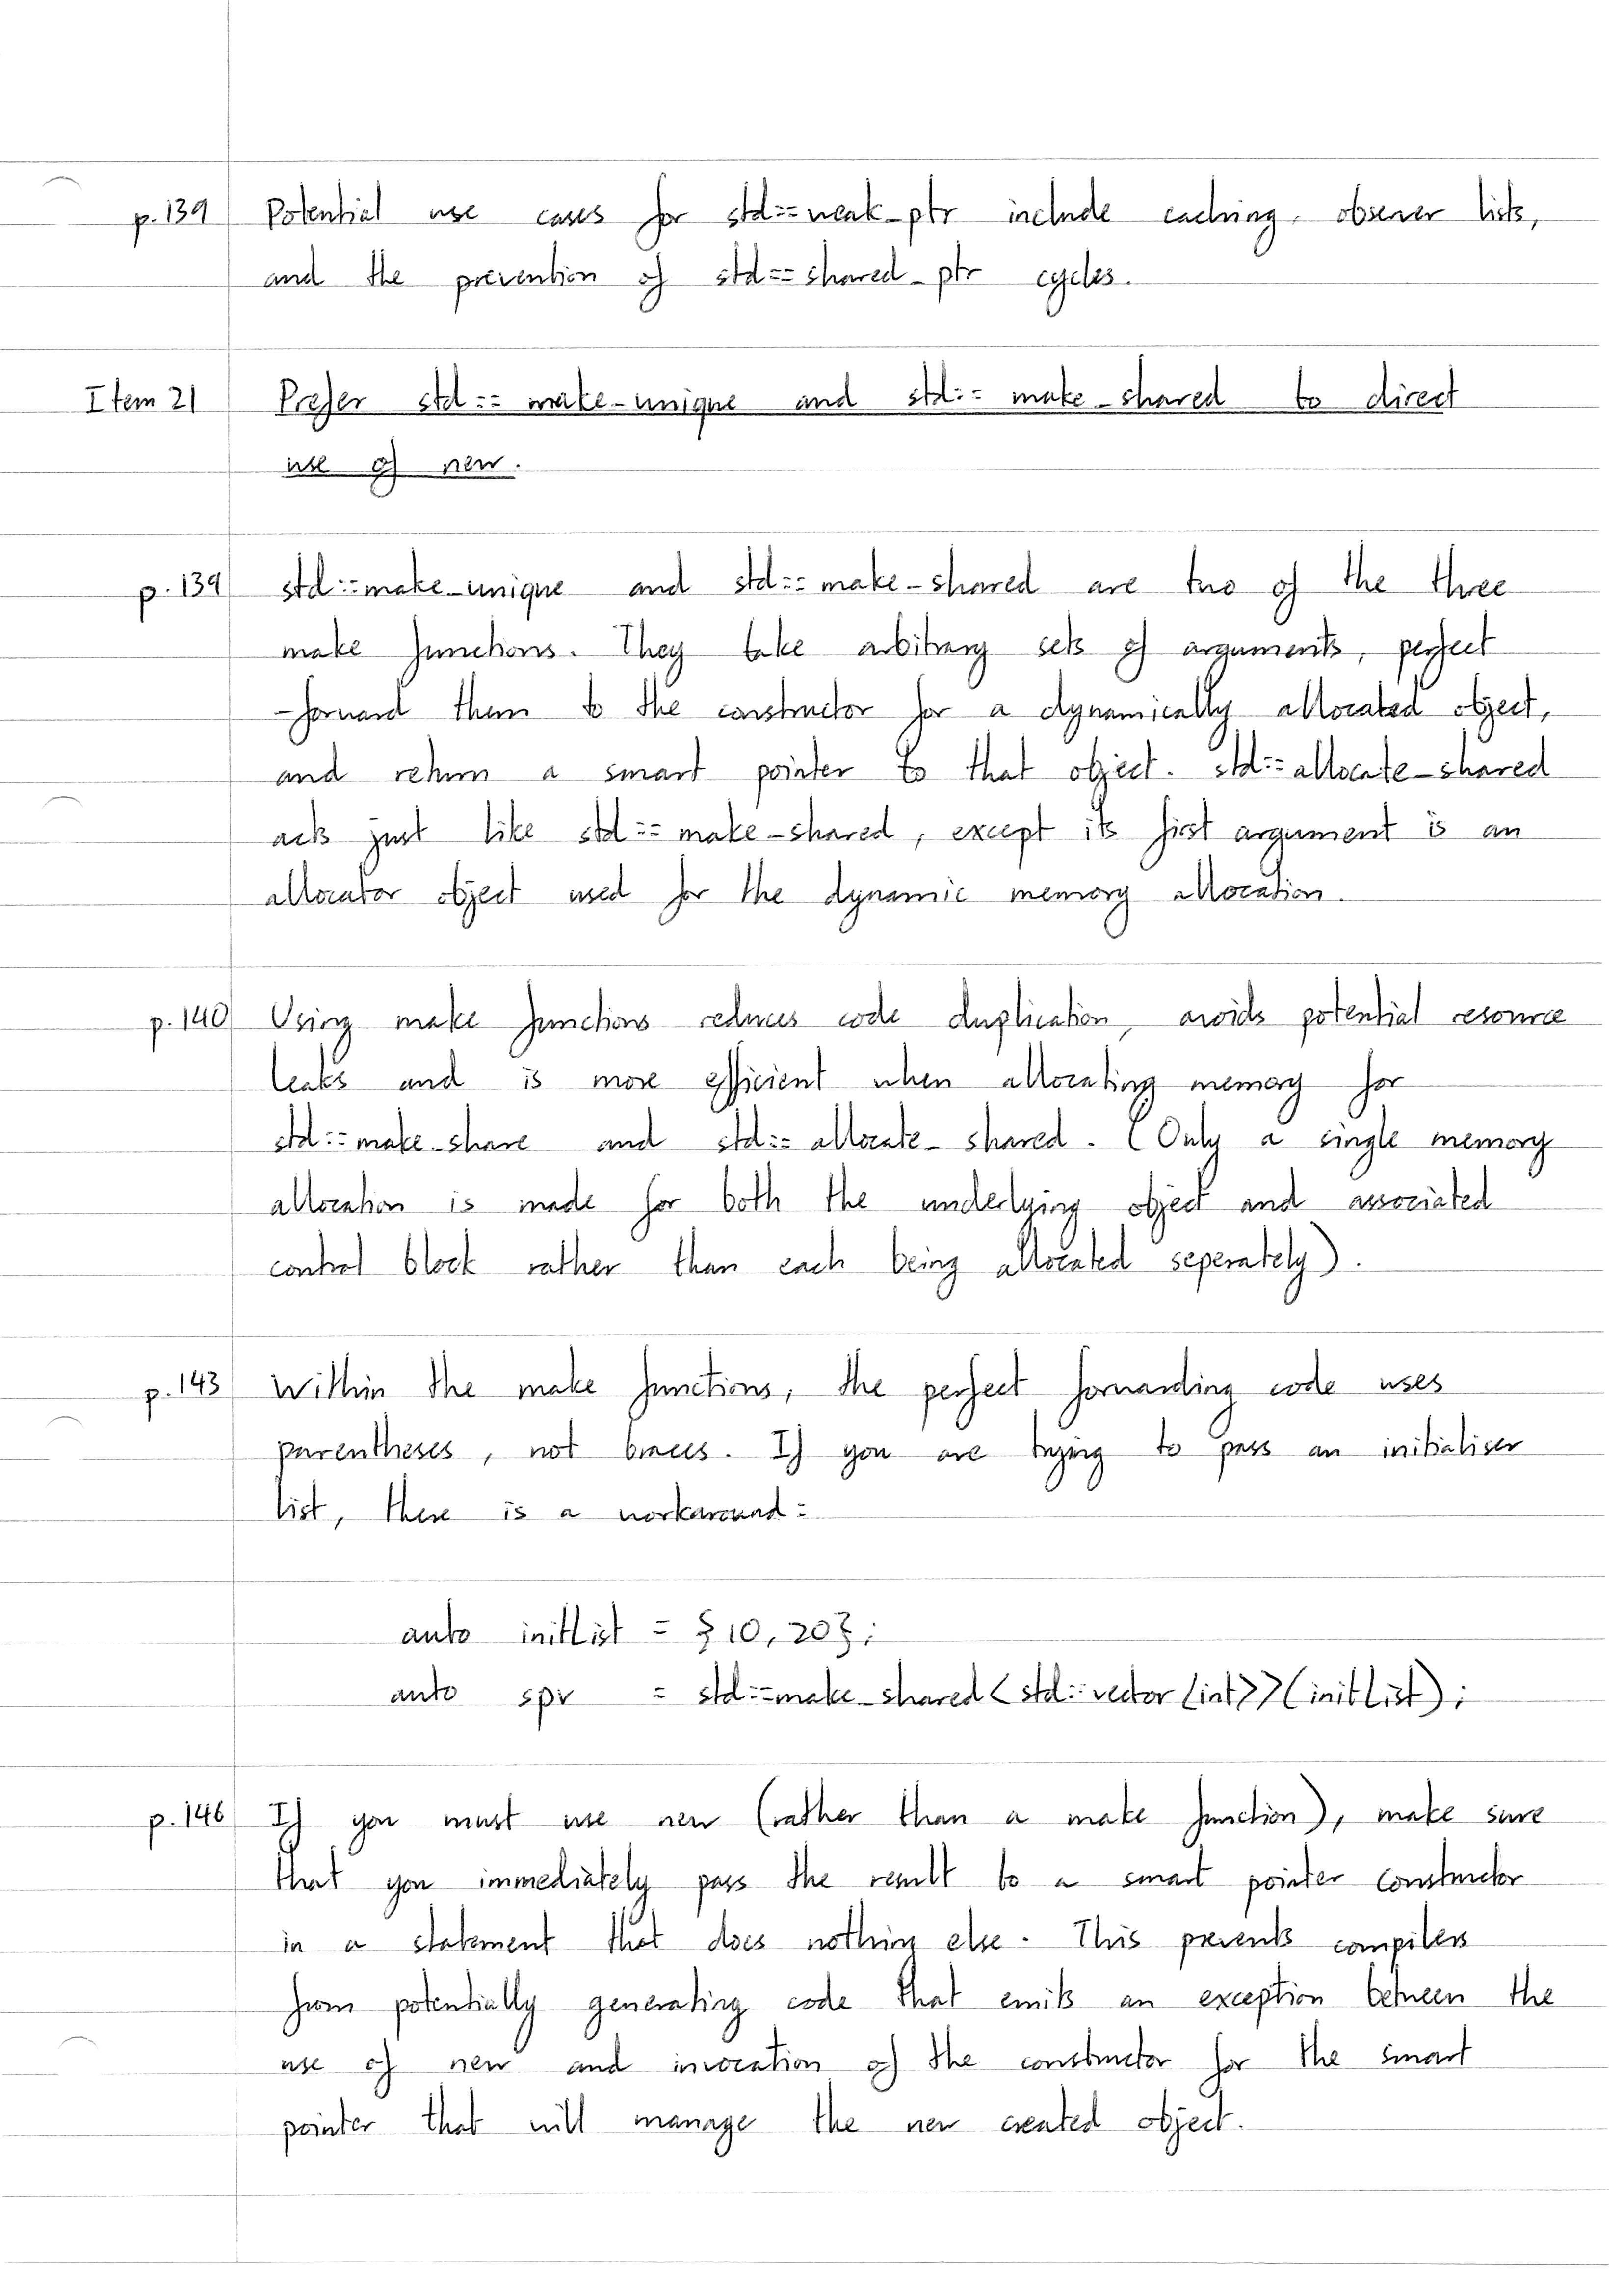 p.139 Potential use cases for std::weak_ptr include caching, observer lists,
and the prevention of std::shared_ptr cycles.
Item 21 Prefer std::make_unique and std::make_shared to direct
use of new.
p.139 std::make_unique and std::make_shared are two of the three
make functions. They take arbitrary sets of arguments, perfect
-forward them to the constructor for a dynamically allocated object,
and return a smart pointer to that object. std::allocate_shared
acts just like std::make_shared, except its first argument is an
allocator object used for the dynamic memory allocation.
p.140 Using make functions reduces code duplication, avoids potential resource
leaks and is more efficient when allocating memory for
std::make_share and std::allocate_shared. (Only a single memory
allocation is made for both the underlying object and associated
control block rather than each being allocated seperately).
p.143 Within the make functions, the perfect forwarding code uses
parentheses, not braces. If you are trying to pass an initialiser
list, there is a workaround:
auto initList = {10, 20};
auto spv = std::make_shared<std::vector<int>>(initList);
p.146 If you must use new (rather than a make function), make sure
that you immediately pass the result to a smart pointer constructor
in a statement that does nothing else. This prevents compilers
from potentially generating code that emits an exception between the
use of new and invocation of the constructor for the smart
pointer that will manage the new created object.